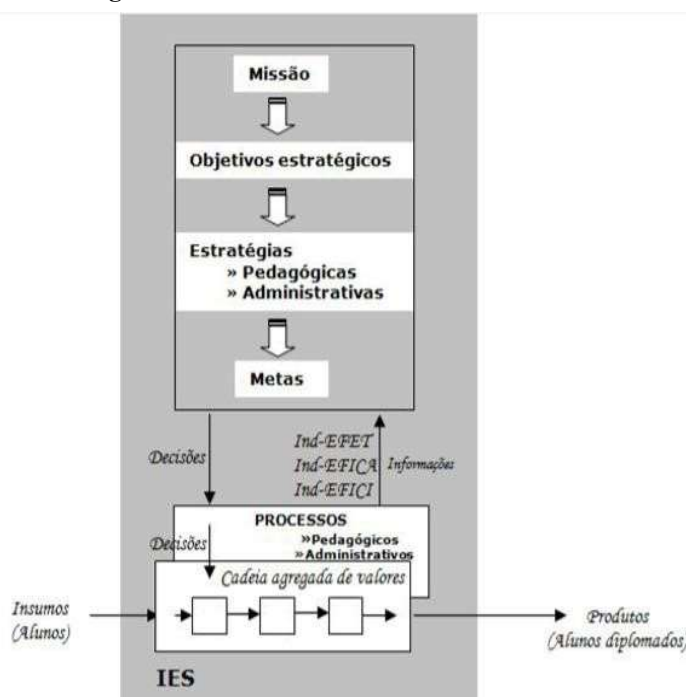 Missão
Objetivos estratégicos
Estratégias
» Pedagógicas
» Administrativas
Metas
Decisões
Ind-EFET
Ind-EFICA
Ind-EFICI
Informações
PROCESSOS
»Pedagógicos
»Administrativos
Decisões
Cadeia agregada de valores
Insumos
(Alunos)
Produtos
(Alunos diplomados)
IES